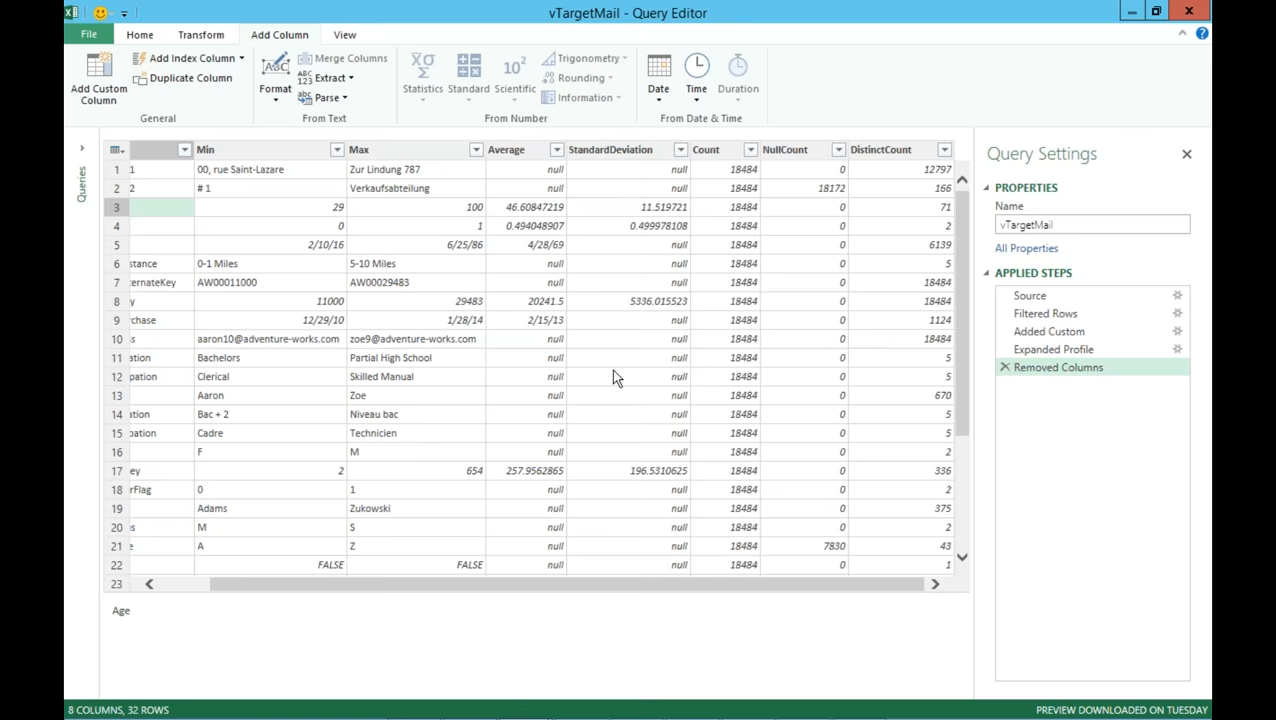 vTargetMail - Query Editor
File Home Transform Add Column View
Add Custom Column
Add Index Column
Duplicate Column
General
Format
Merge Columns
Extract
Parse
From Text
Statistics
Standard
Scientific
Trigonometry
Rounding
Information
From Number
Date
Time
Duration
From Date & Time
Queries
Min Max Average StandardDeviation Count NullCount DistinctCount
1 1 00, rue Saint-Lazare Zur Lindung 787 null null 18484 0 12797
2 2 # 1 Verkaufsabteilung null null 18484 18172 166
3 29 100 46.60847219 11.519721 18484 0 71
4 0 1 0.494048907 0.499978108 18484 0 2
5 2/10/16 6/25/86 4/28/69 null 18484 0 6139
6 stance 0-1 Miles 5-10 Miles null null 18484 0 5
7 ternateKey AW00011000 AW00029483 null null 18484 0 18484
8 y 11000 29483 20241.5 5336.015523 18484 0 18484
9 rchase 12/29/10 1/28/14 2/15/13 null 18484 0 1124
10 s aaron10@adventure-works.com zoe9@adventure-works.com null null 18484 0 18484
11 ation Bachelors Partial High School null null 18484 0 5
12 pation Clerical Skilled Manual null null 18484 0 5
13 Aaron Zoe null null 18484 0 670
14 ation Bac + 2 Niveau bac null null 18484 0 5
15 pation Cadre Technicien null null 18484 0 5
16 F M null null 18484 0 2
17 ey 2 654 257.9562865 196.5310625 18484 0 336
18 rFlag 0 1 null null 18484 0 2
19 Adams Zukowski null null 18484 0 375
20 s M S null null 18484 0 2
21 e A Z null null 18484 7830 43
22 FALSE FALSE null null 18484 0 1
23
Age
Query Settings
PROPERTIES
Name
vTargetMail
All Properties
APPLIED STEPS
Source
Filtered Rows
Added Custom
Expanded Profile
Removed Columns
8 COLUMNS, 32 ROWS
PREVIEW DOWNLOADED ON TUESDAY